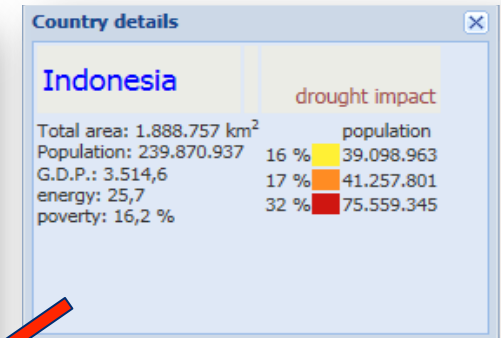 Country details
Indonesia
drought impact
Total area: 1.888.757 km²
Population: 239.870.937
G.D.P.: 3.514,6
energy: 25,7
poverty: 16,2 %
population
16 % 39.098.963
17 % 41.257.801
32 % 75.559.345